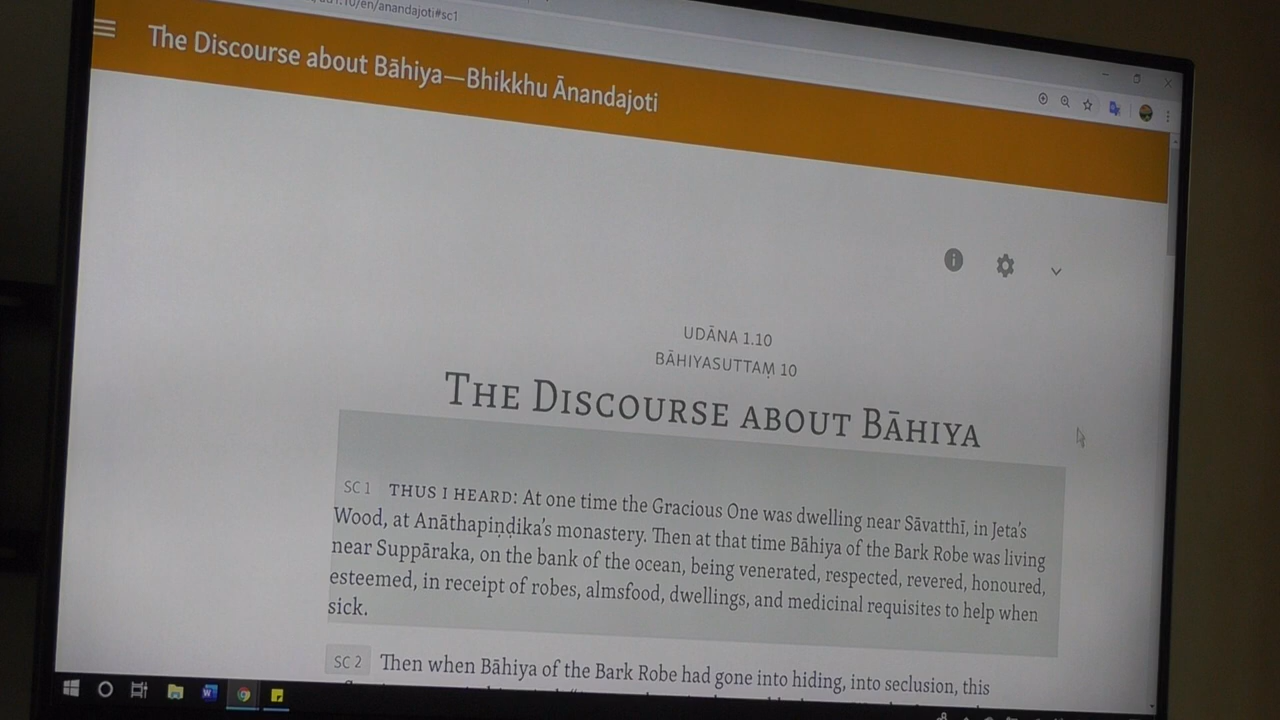 /en/anandajoti#sc1
The Discourse about Bāhiya—Bhikkhu Ānandajoti
UDĀNA 1.10
BĀHIYASUTTAṂ 10
The Discourse about Bāhiya
SC 1 THUS I HEARD: At one time the Gracious One was dwelling near Sāvatthī, in Jeta's
Wood, at Anāthapiṇḍika's monastery. Then at that time Bāhiya of the Bark Robe was living
near Suppāraka, on the bank of the ocean, being venerated, respected, revered, honoured,
esteemed, in receipt of robes, almsfood, dwellings, and medicinal requisites to help when
sick.
SC 2 Then when Bāhiya of the Bark Robe had gone into hiding, into seclusion, this